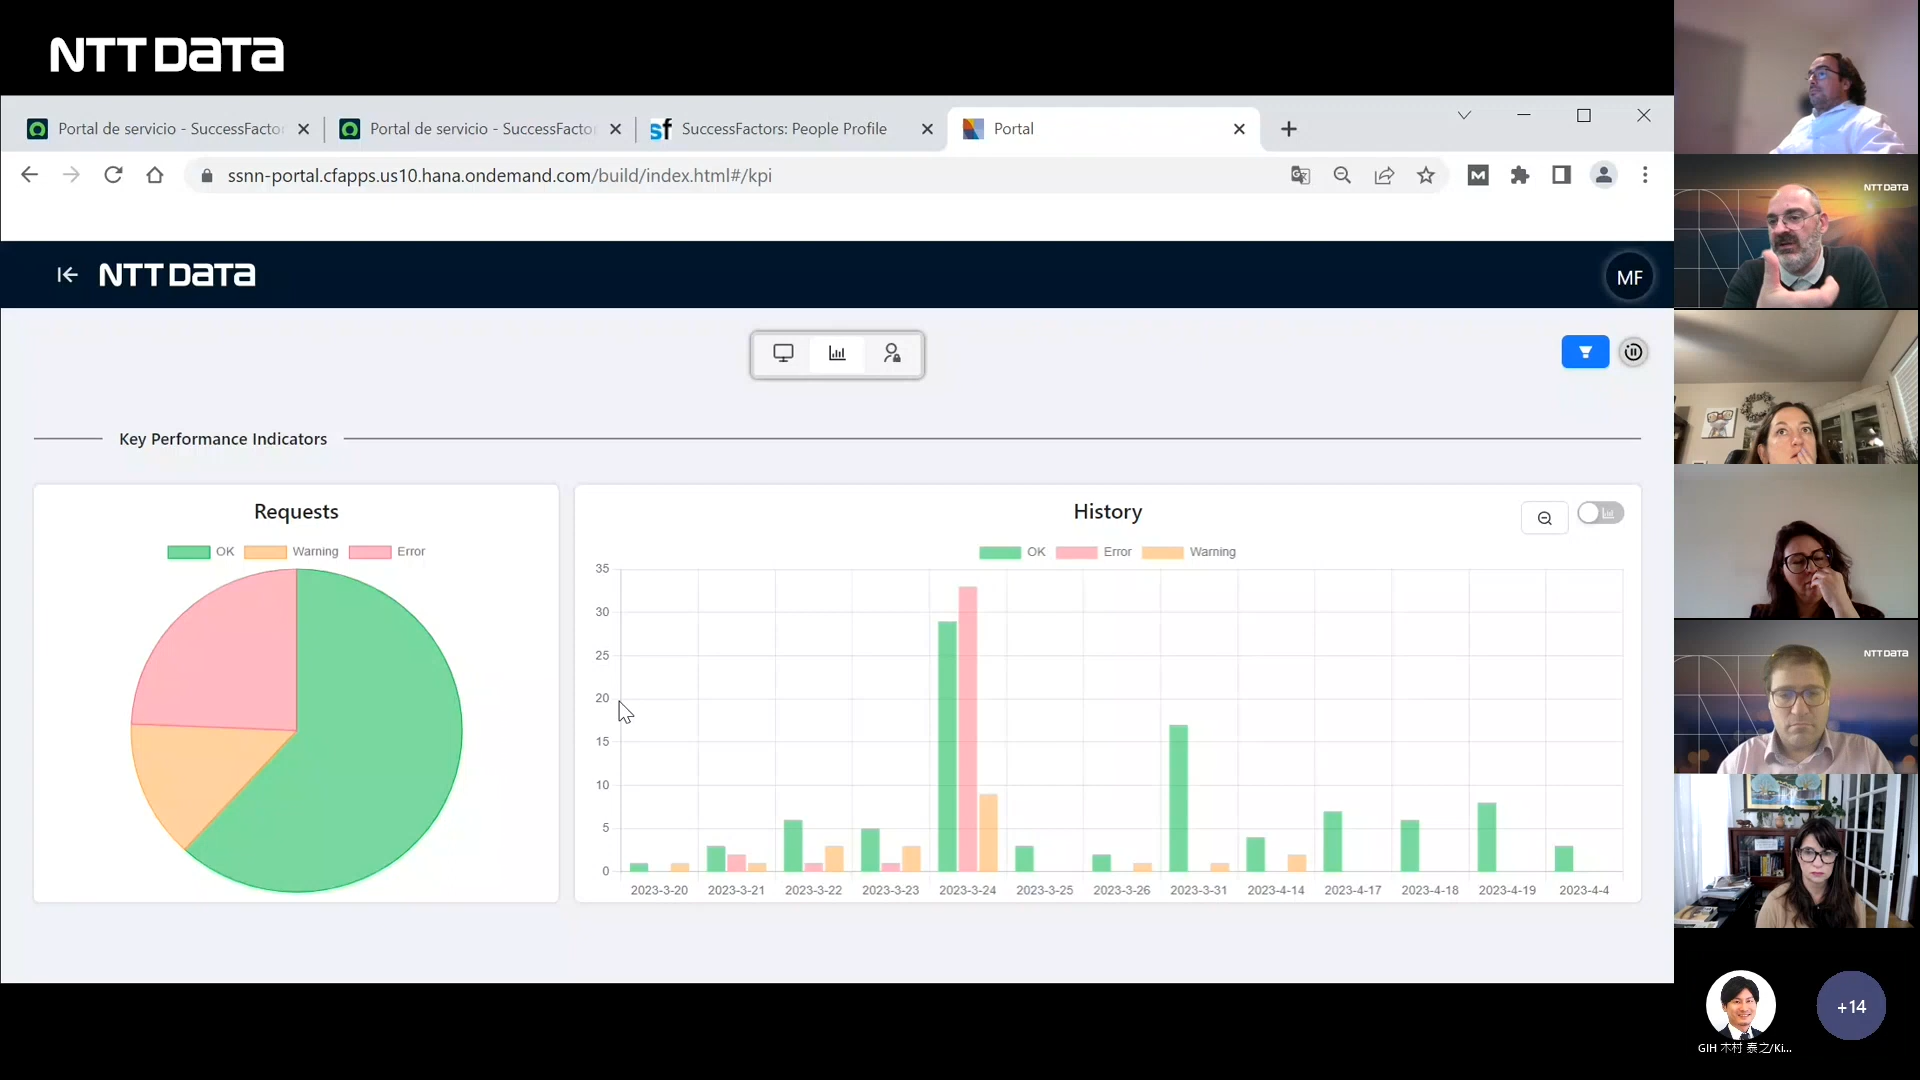 NTT DATA
Portal de servicio - SuccessFactor
Portal de servicio - SuccessFacto
sf SuccessFactors: People Profile
Portal
ssnn-portal.cfapps.us10.hana.ondemand.com/build/index.html#/kpi
M
NTT DATA
MF
Key Performance Indicators
Requests
OK Warning Error
History
OK Error Warning
35
30
25
20
15
10
5
0
2023-3-20 2023-3-21 2023-3-22 2023-3-23 2023-3-24 2023-3-25 2023-3-26 2023-3-31 2023-4-14 2023-4-17 2023-4-18 2023-4-19 2023-4-4
NTT DATA
NTT DATA
+14
GIH 木村 泰之/Ki...